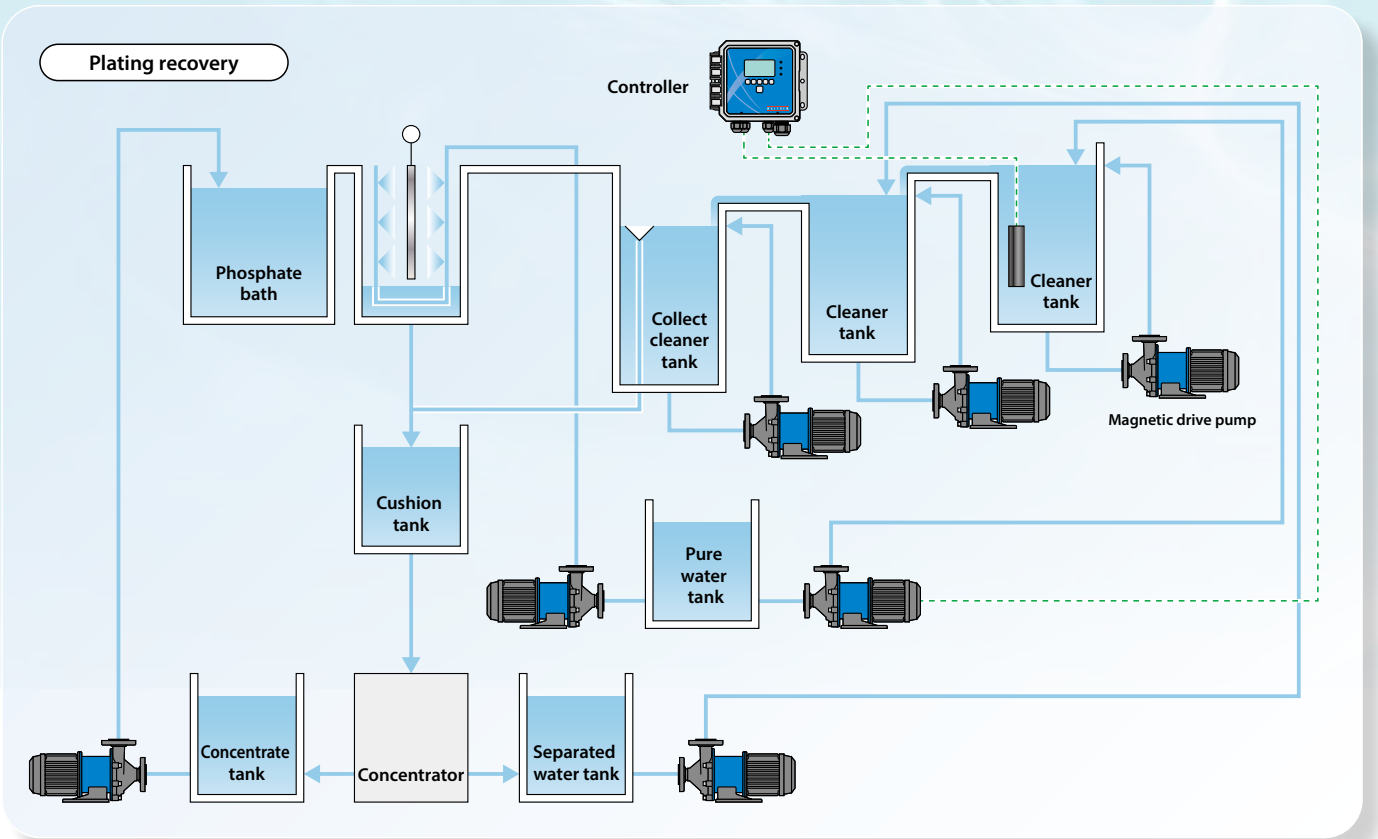 Plating recovery
Controller
Phosphate
bath
Collect
cleaner
tank
Cleaner
tank
Cleaner
tank
Magnetic drive pump
Cushion
tank
Pure
water
tank
Concentrate
tank
Concentrator
Separated
water tank